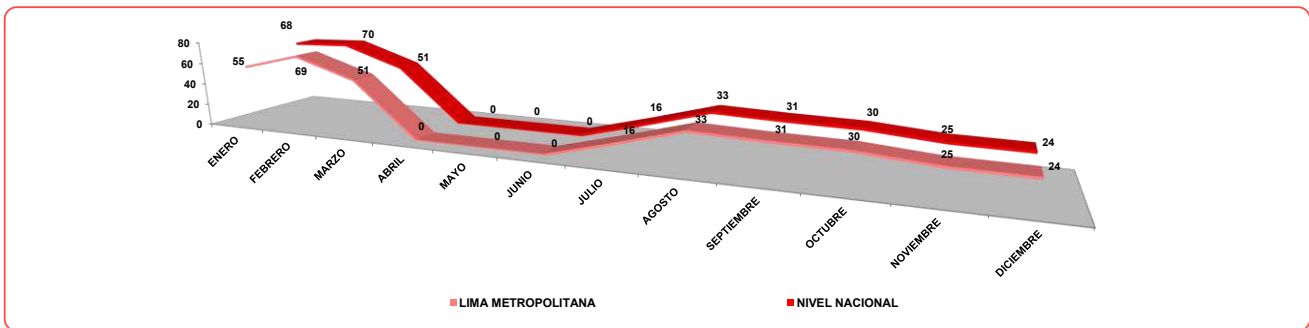 80
60
40
20
0
68
70
51
0
0
0
16
33
31
30
25
24
55
69
51
0
0
0
16
33
31
30
25
24
ENERO
FEBRERO
MARZO
ABRIL
MAYO
JUNIO
JULIO
AGOSTO
SEPTIEMBRE
OCTUBRE
NOVIEMBRE
DICIEMBRE
LIMA METROPOLITANA
NIVEL NACIONAL